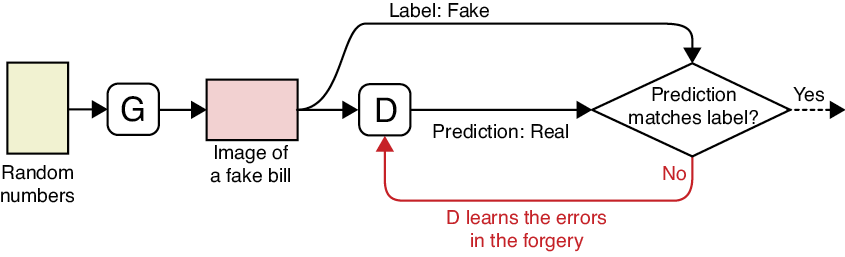 Label: Fake
Random
numbers
G
Image of
a fake bill
D
Prediction: Real
Prediction
matches label?
Yes
No
D learns the errors
in the forgery